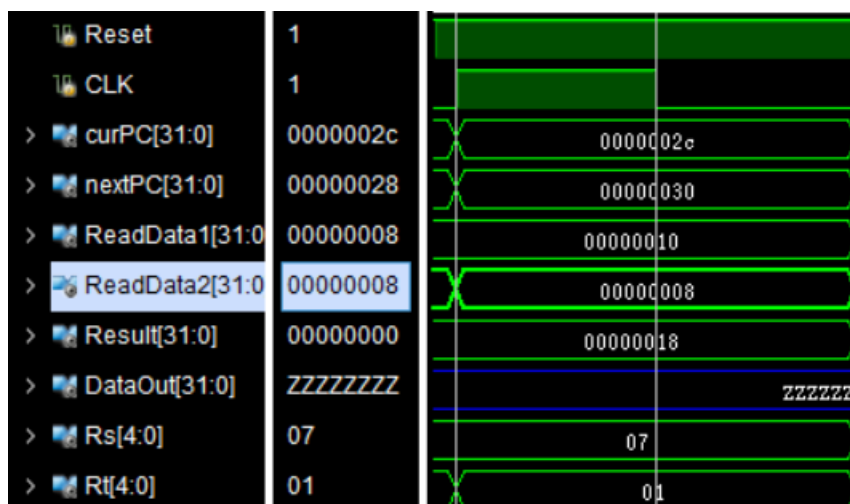 Reset 1
CLK 1
curPC[31:0] 0000002c 0000002c
nextPC[31:0] 00000028 00000030
ReadData1[31:0 00000008 00000010
ReadData2[31:0 00000008 00000008
Result[31:0] 00000000 00000018
DataOut[31:0] ZZZZZZZZ ZZZZZZ
Rs[4:0] 07 07
Rt[4:0] 01 01